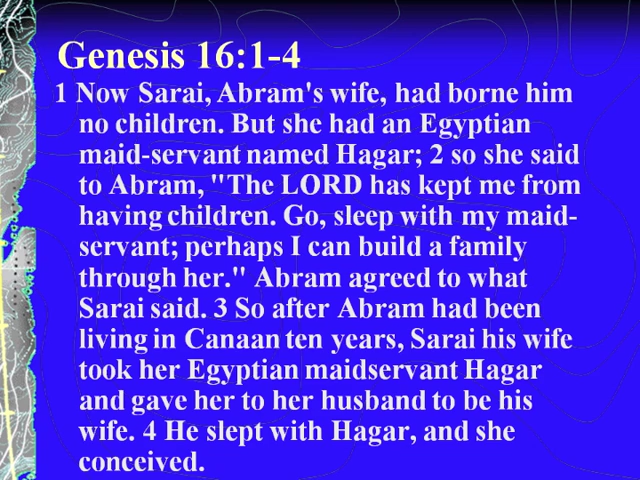 Genesis 16:1-4
1 Now Sarai, Abram's wife, had borne him
no children. But she had an Egyptian
maid-servant named Hagar; 2 so she said
to Abram, "The LORD has kept me from
having children. Go, sleep with my maid-
servant; perhaps I can build a family
through her." Abram agreed to what
Sarai said. 3 So after Abram had been
living in Canaan ten years, Sarai his wife
took her Egyptian maidservant Hagar
and gave her to her husband to be his
wife. 4 He slept with Hagar, and she
conceived.